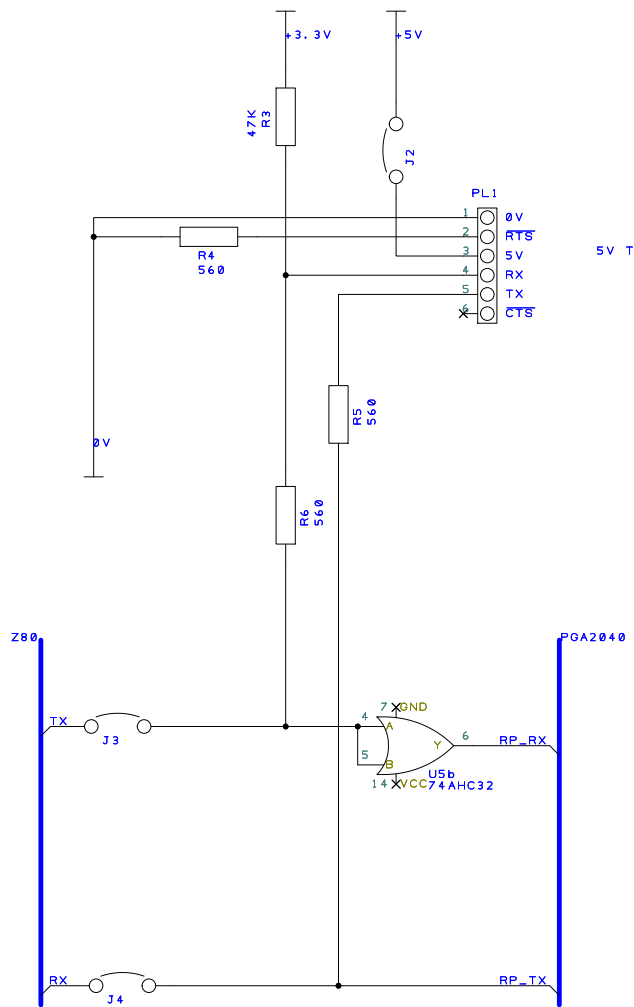 +3.3V
+5V
47K
R3
J2
PL1
1
0V
2
RTS
R4
560
3
5V
5V T
4
RX
5
TX
6
CTS
R5
560
0V
R6
560
Z80
PGA2040
TX
J3
7
GND
4
A
5
B
Y
6
RP_RX
14
VCC
U5b
74AHC32
RX
J4
RP_TX